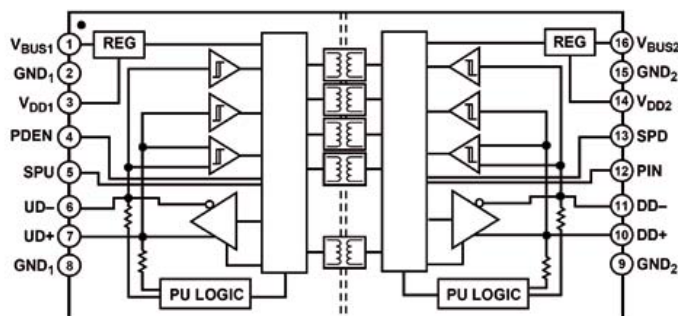 VBUS1 1 REG REG 16 VBUS2
GND1 2 15 GND2
VDD1 3 14 VDD2
PDEN 4 13 SPD
SPU 5 12 PIN
UD– 6 11 DD–
UD+ 7 10 DD+
GND1 8 9 GND2
PU LOGIC PU LOGIC